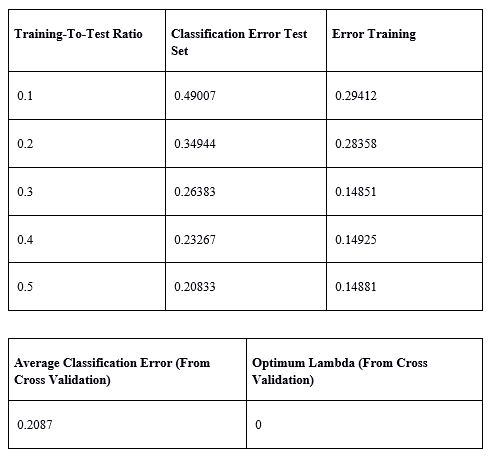 Training-To-Test Ratio Classification Error Test Error Training
Set
0.1 0.49007 0.29412
0.2 0.34944 0.28358
0.3 0.26383 0.14851
0.4 0.23267 0.14925
0.5 0.20833 0.14881
Average Classification Error (From Optimum Lambda (From Cross
Cross Validation) Validation)
0.2087 0